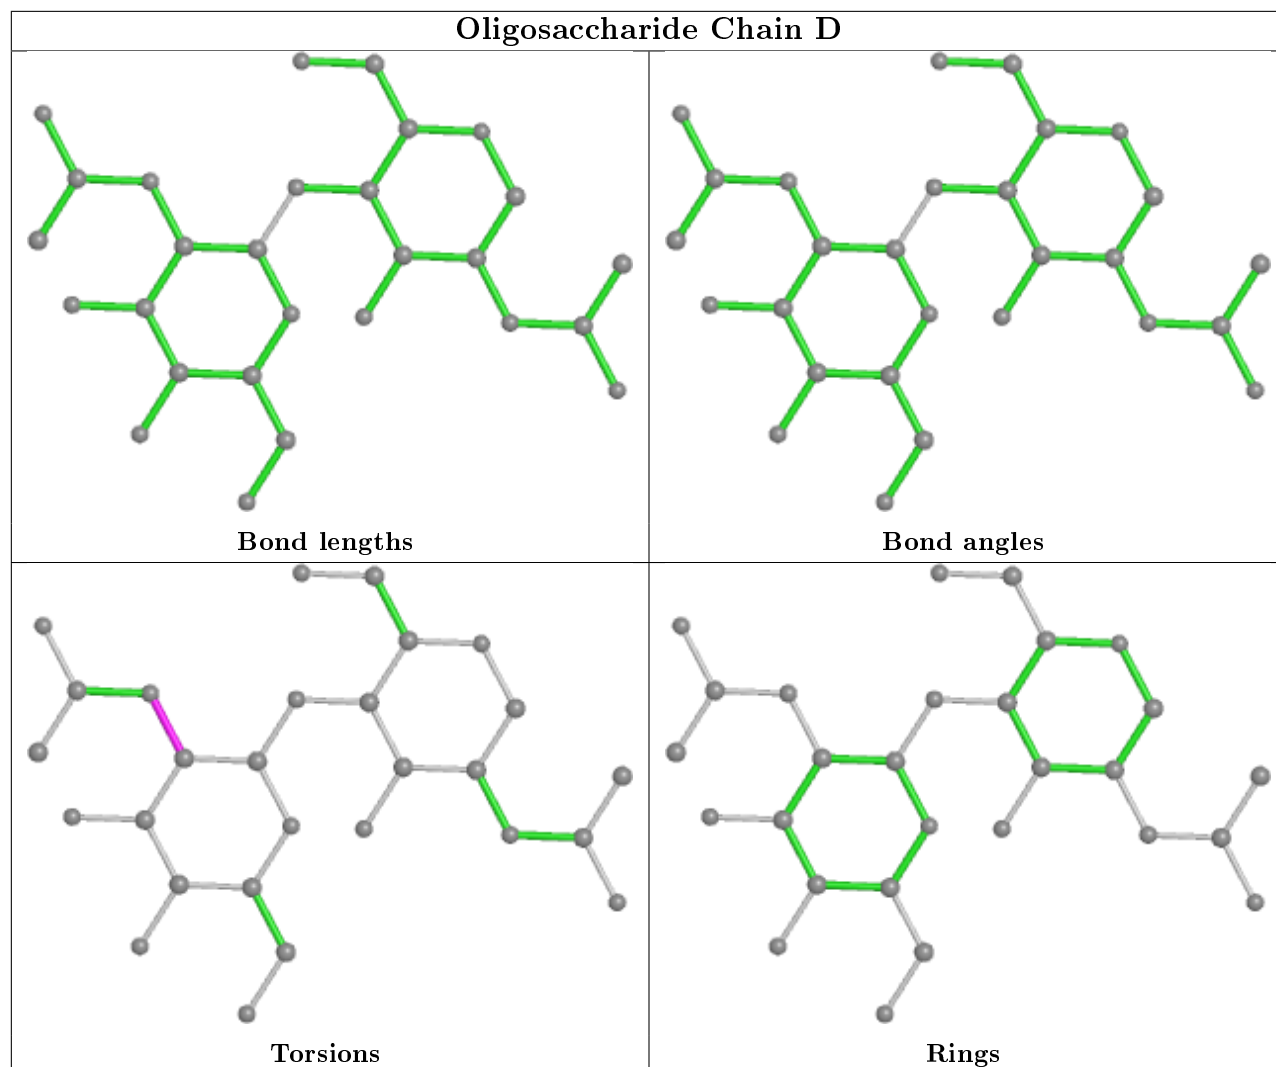 Oligosaccharide Chain D
Bond lengths
Bond angles
Torsions
Rings